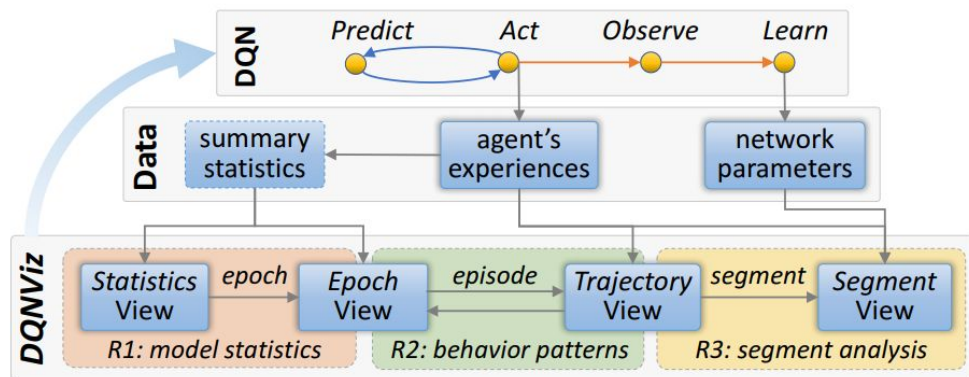 DQN
Predict
Act
Observe
Learn
Data
summary
statistics
agent's
experiences
network
parameters
DQNViz
Statistics
View
epoch
Epoch
View
episode
Trajectory
View
segment
Segment
View
R1: model statistics
R2: behavior patterns
R3: segment analysis